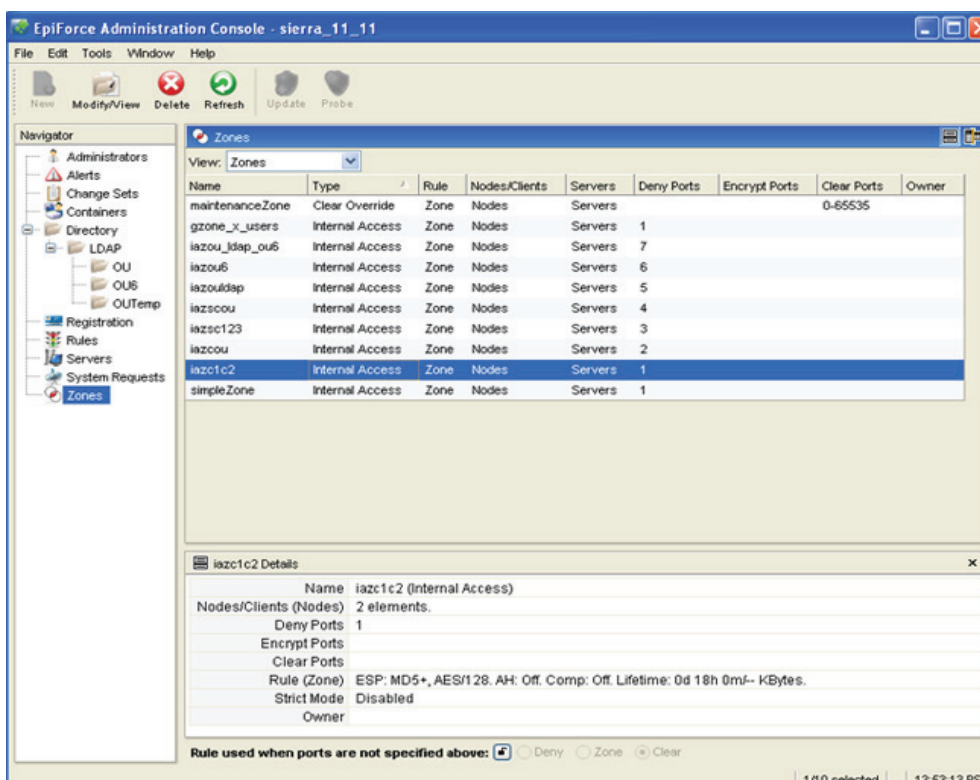 EpiForce Administration Console - sierra_11_11
File Edit Tools Window Help
New Modify/View Delete Refresh Update Probe
Navigator
Administrators
Alerts
Change Sets
Containers
Directory
LDAP
OU
OU6
OUTemp
Registration
Rules
Servers
System Requests
Zones
Zones
View: Zones
Name Type Rule Nodes/Clients Servers Deny Ports Encrypt Ports Clear Ports Owner
maintenanceZone Clear Override Zone Nodes Servers 0-65535
gzone_x_users Internal Access Zone Nodes Servers 1
iazou_ldap_ou6 Internal Access Zone Nodes Servers 7
iazou6 Internal Access Zone Nodes Servers 6
iazouldap Internal Access Zone Nodes Servers 5
iazscou Internal Access Zone Nodes Servers 4
iazsc123 Internal Access Zone Nodes Servers 3
iazcou Internal Access Zone Nodes Servers 2
iazc1c2 Internal Access Zone Nodes Servers 1
simpleZone Internal Access Zone Nodes Servers 1
iazc1c2 Details
Name iazc1c2 (Internal Access)
Nodes/Clients (Nodes) 2 elements.
Deny Ports 1
Encrypt Ports
Clear Ports
Rule (Zone) ESP: MD5+, AES/128. AH: Off. Comp: Off. Lifetime: 0d 18h 0m/-- KBytes.
Strict Mode Disabled
Owner
Rule used when ports are not specified above: Deny Zone Clear
1/10 selected